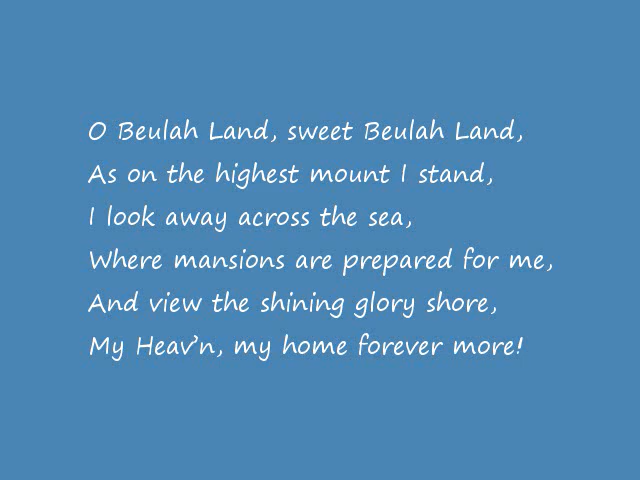 O Beulah Land, sweet Beulah Land,
As on the highest mount I stand,
I look away across the sea,
Where mansions are prepared for me,
And view the shining glory shore,
My Heav’n, my home forever more!